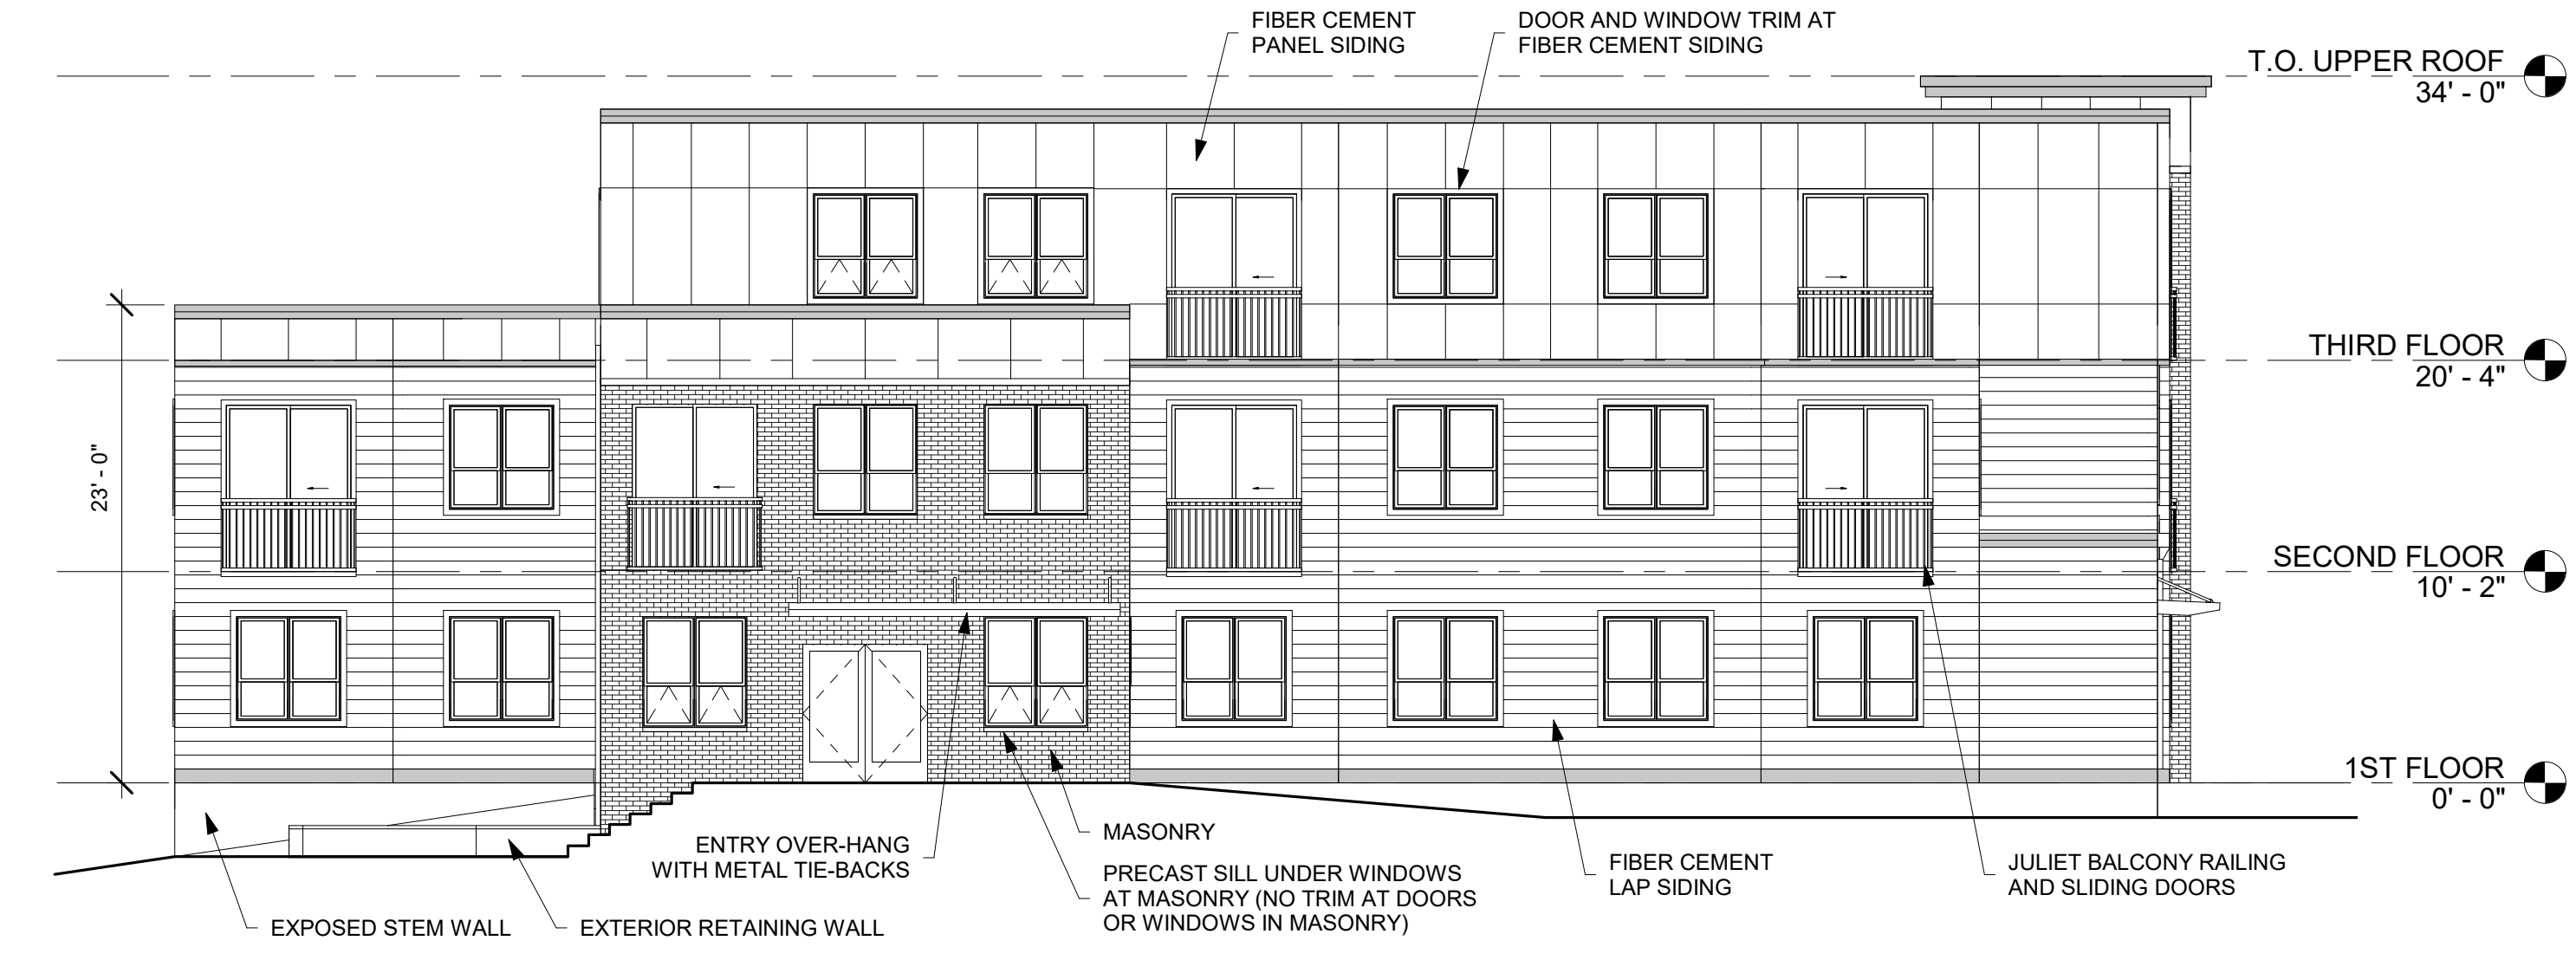 FIBER CEMENT
PANEL SIDING
DOOR AND WINDOW TRIM AT
FIBER CEMENT SIDING
T.O. UPPER ROOF
34' - 0"
THIRD FLOOR
20' - 4"
23' - 0"
SECOND FLOOR
10' - 2"
1ST FLOOR
0' - 0"
ENTRY OVER-HANG
WITH METAL TIE-BACKS
MASONRY
PRECAST SILL UNDER WINDOWS
AT MASONRY (NO TRIM AT DOORS
OR WINDOWS IN MASONRY)
FIBER CEMENT
LAP SIDING
JULIET BALCONY RAILING
AND SLIDING DOORS
EXPOSED STEM WALL
EXTERIOR RETAINING WALL